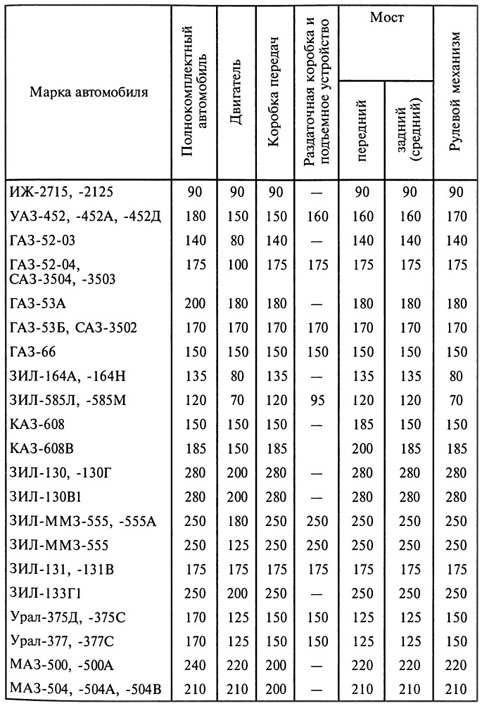 Марка автомобиля
Полнокомплектный
автомобиль
Двигатель
Коробка передач
Раздаточная коробка и
подъемное устройство
Мост
передний
задний
(средний)
Рулевой механизм
ИЖ-2715, -2125 90 90 90 — 90 90 90
УАЗ-452, -452А, -452Д 180 150 150 160 160 160 170
ГАЗ-52-03 140 80 140 — 140 140 140
ГАЗ-52-04, 175 100 175 175 175 175 175
САЗ-3504, -3503
ГАЗ-53А 200 180 180 — 180 180 180
ГАЗ-53Б, САЗ-3502 170 170 170 170 170 170 170
ГАЗ-66 150 150 150 150 150 150 150
ЗИЛ-164А, -164Н 135 80 135 — 135 135 80
ЗИЛ-585Л, -585М 120 70 120 95 120 120 70
КАЗ-608 150 150 150 — 185 150 150
КАЗ-608В 185 150 185 200 185 185
ЗИЛ-130, -130Г 280 200 280 — 280 280 280
ЗИЛ-130В1 280 200 280 — 280 280 280
ЗИЛ-ММЗ-555, -555А 250 180 250 250 250 250 250
ЗИЛ-ММЗ-555 250 125 250 250 250 250 250
ЗИЛ-131, -131В 175 175 175 175 175 175 175
ЗИЛ-133Г1 250 200 250 — 250 250 250
Урал-375Д, -375С 170 125 150 150 125 125 150
Урал-377, -377С 170 125 150 150 125 125 150
МАЗ-500, -500А 240 220 200 — 220 220 220
МАЗ-504, -504А, -504В 210 210 200 — 210 210 210